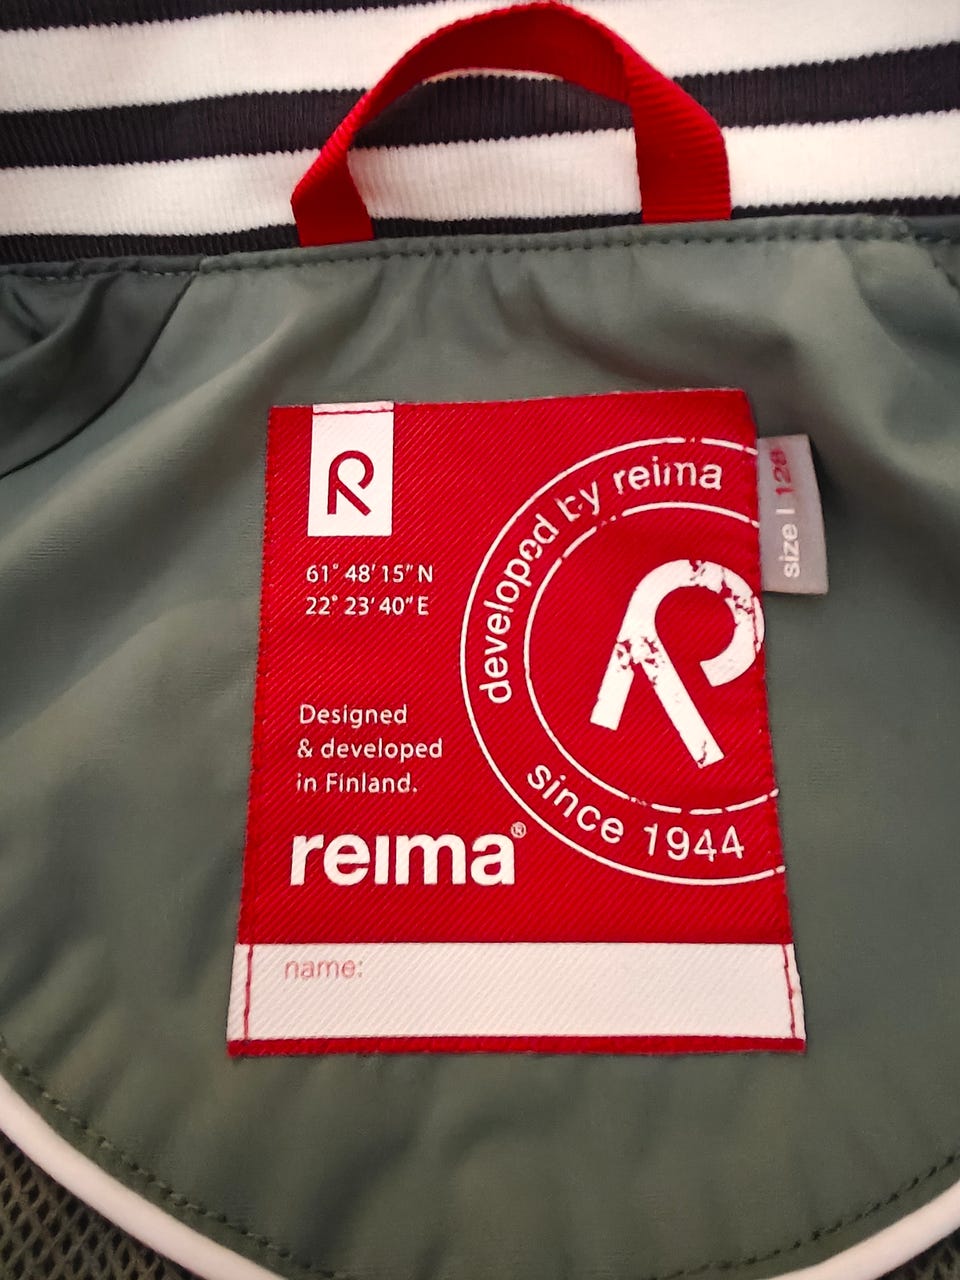 R
61° 48' 15" N
22° 23' 40" E
Designed
& developed
in Finland.
reima®
developed by reima
R
since 1944
size | 128
name: